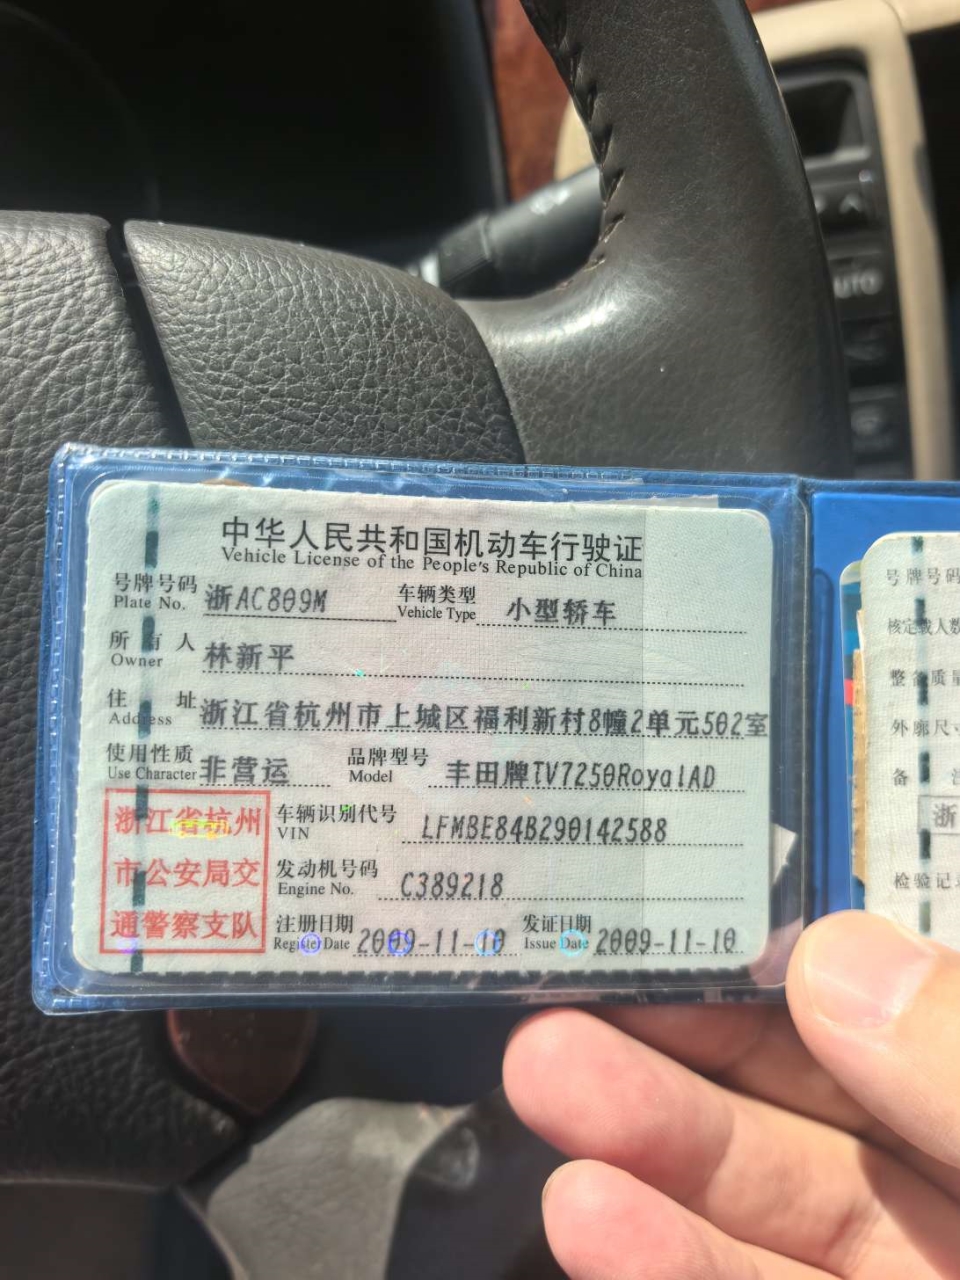 中华人民共和国机动车行驶证
Vehicle License of the People's Republic of China
号牌号码 浙AC809M 车辆类型 小型轿车
Plate No. Vehicle Type
所有人 林新平
Owner
住址 浙江省杭州市上城区福利新村8幢2单元502室
Address
使用性质 非营运 品牌型号 丰田牌TV7250RoyalAD
Use Character Model
浙江省杭州
市公安局交
通警察支队
车辆识别代号 LFMBE84B290142588
VIN
发动机号码 C389218
Engine No.
注册日期 2009-11-10 发证日期 2009-11-10
Register Date Issue Date
号牌号码
核定载人数
整备质量
外廓尺寸
备 注
浙
检验记录
AUTO